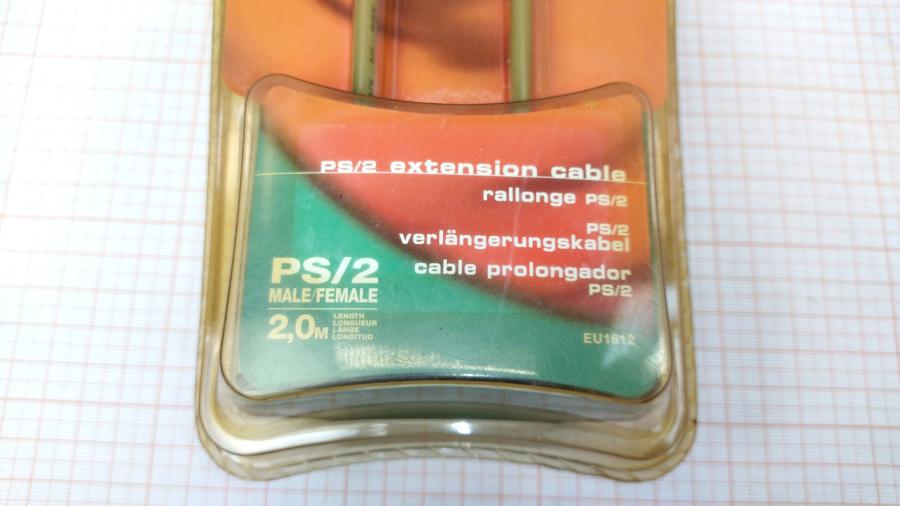 PS/2 extension cable
rallonge PS/2
PS/2
verlängerungskabel
cable prolongador
PS/2
PS/2
MALE/FEMALE
2,0M
LENGTH
LONGUEUR
LÄNGE
LONGITUD
EU1612